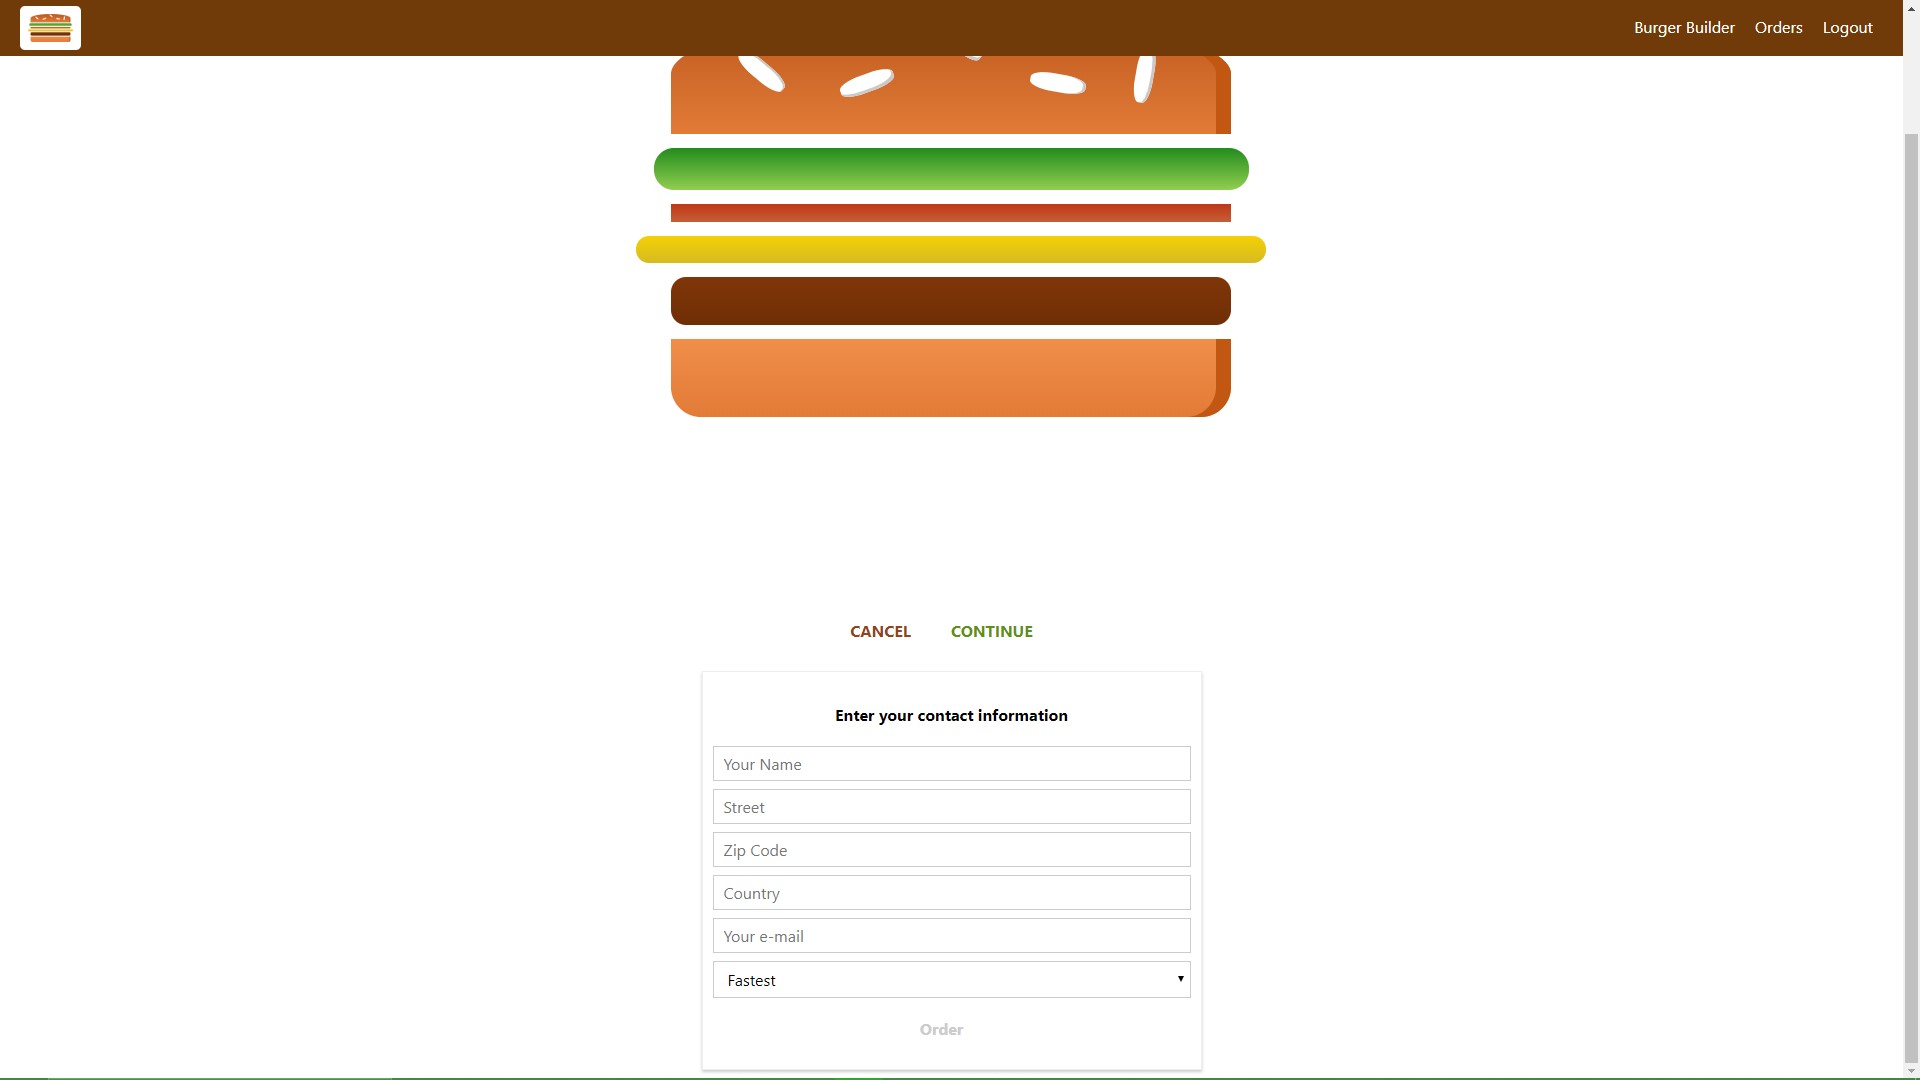 Burger Builder Orders Logout
CANCEL CONTINUE
Enter your contact information
Your Name
Street
Zip Code
Country
Your e-mail
Fastest
Order